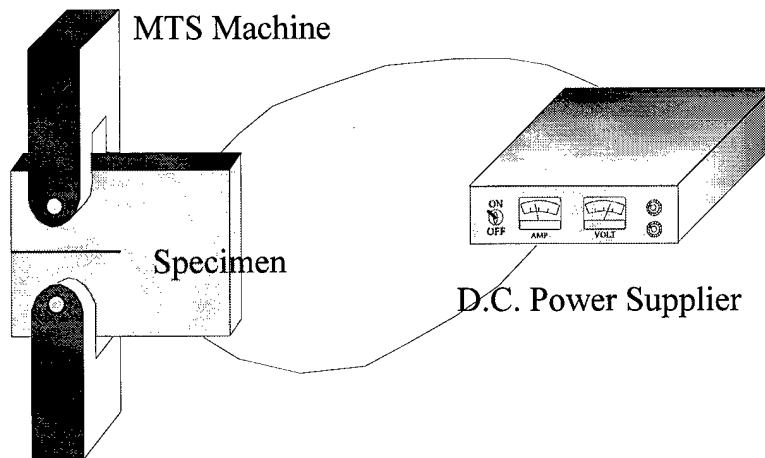 MTS Machine
Specimen
ON
OFF
AMP
VOLT
D.C. Power Supplier